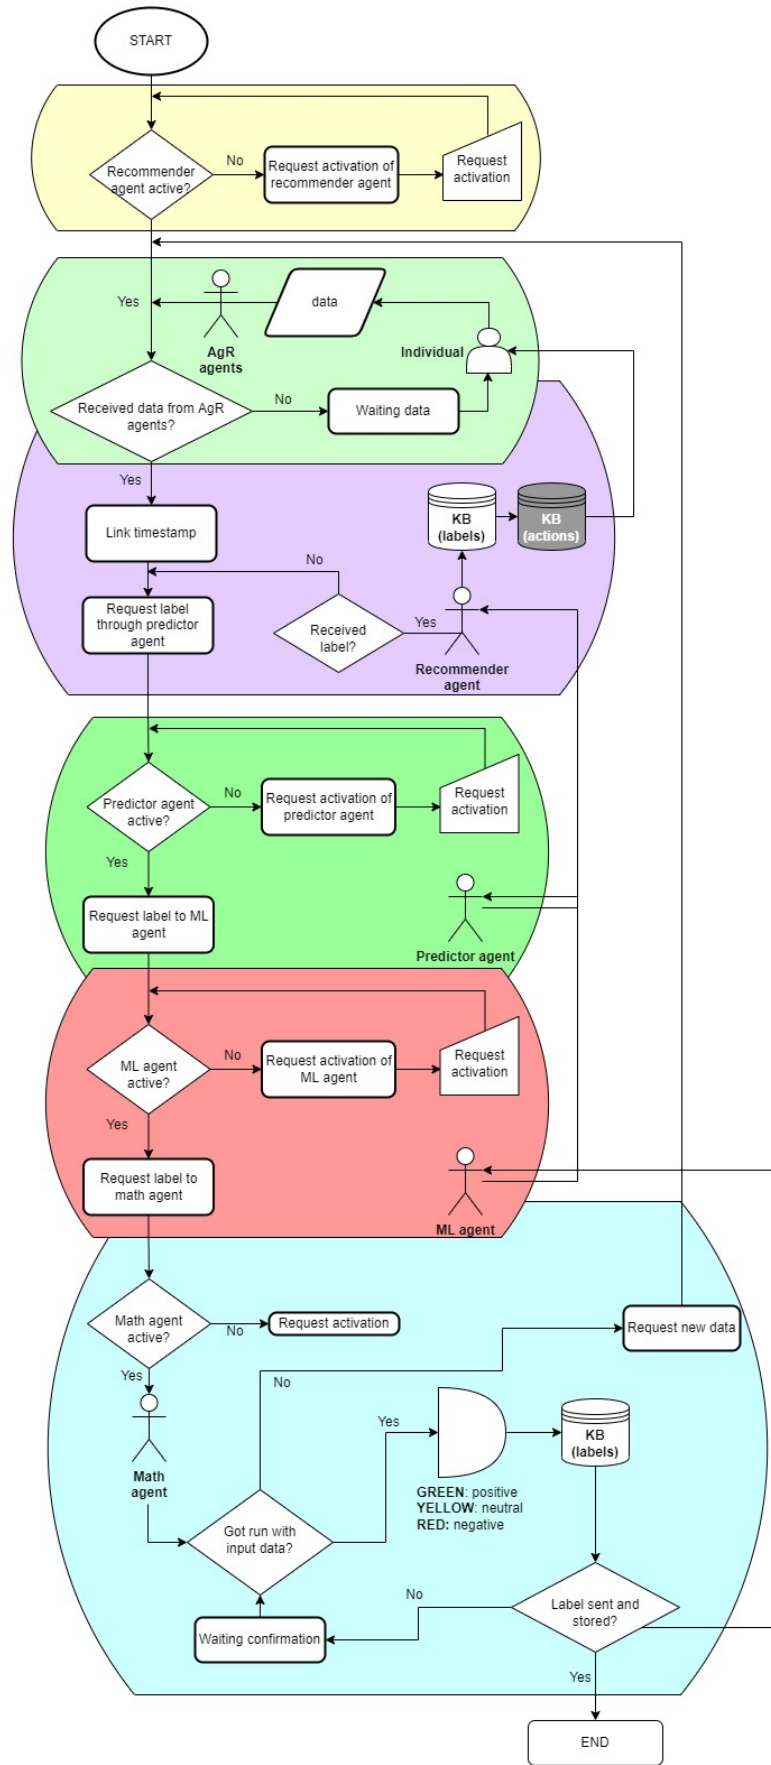 START
Recommender
agent active?
No
Request activation of
recommender agent
Request
activation
Yes
AgR
agents
data
Individual
Received data from AgR
agents?
No
Waiting data
Yes
Link timestamp
No
KB
(labels)
KB
(actions)
Request label
through predictor
agent
Received
label?
Yes
Recommender
agent
Predictor agent
active?
No
Request activation of
predictor agent
Request
activation
Yes
Request label to ML
agent
Predictor agent
ML agent
active?
No
Request activation of
ML agent
Request
activation
Yes
Request label to
math agent
ML agent
Math agent
active?
No
Request activation
Request new data
Yes
Math
agent
No
Yes
KB
(labels)
GREEN: positive
YELLOW: neutral
RED: negative
Got run with
input data?
No
Label sent and
stored?
Waiting confirmation
Yes
END